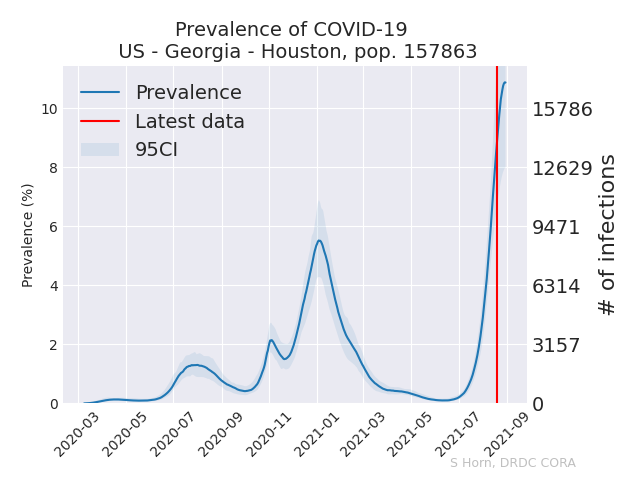 Prevalence of COVID-19
US - Georgia - Houston, pop. 157863
Prevalence
Latest data
95CI
Prevalence (%)
10
8
6
4
2
0
15786
12629
9471
6314
3157
0
# of infections
2020-03
2020-05
2020-07
2020-09
2020-11
2021-01
2021-03
2021-05
2021-07
2021-09
S Horn, DRDC CORA